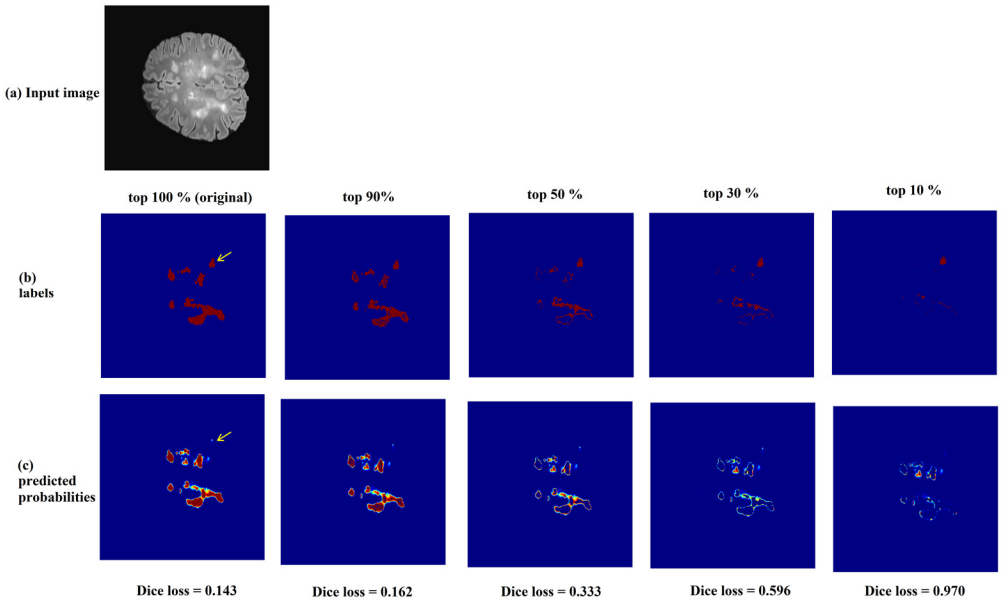 (a) Input image
top 100 % (original) top 90% top 50 % top 30 % top 10 %
(b)
labels
(c)
predicted
probabilities
Dice loss = 0.143 Dice loss = 0.162 Dice loss = 0.333 Dice loss = 0.596 Dice loss = 0.970